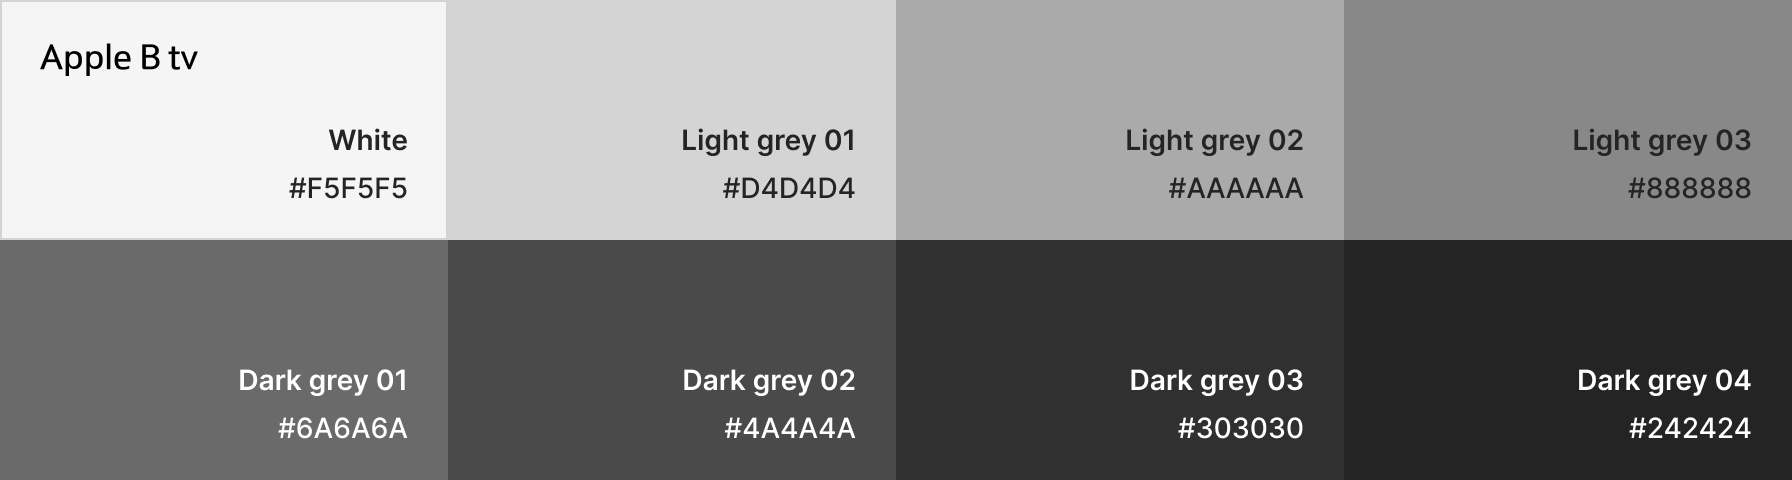 Apple B tv
White
#F5F5F5
Light grey 01
#D4D4D4
Light grey 02
#AAAAAA
Light grey 03
#888888
Dark grey 01
#6A6A6A
Dark grey 02
#4A4A4A
Dark grey 03
#303030
Dark grey 04
#242424